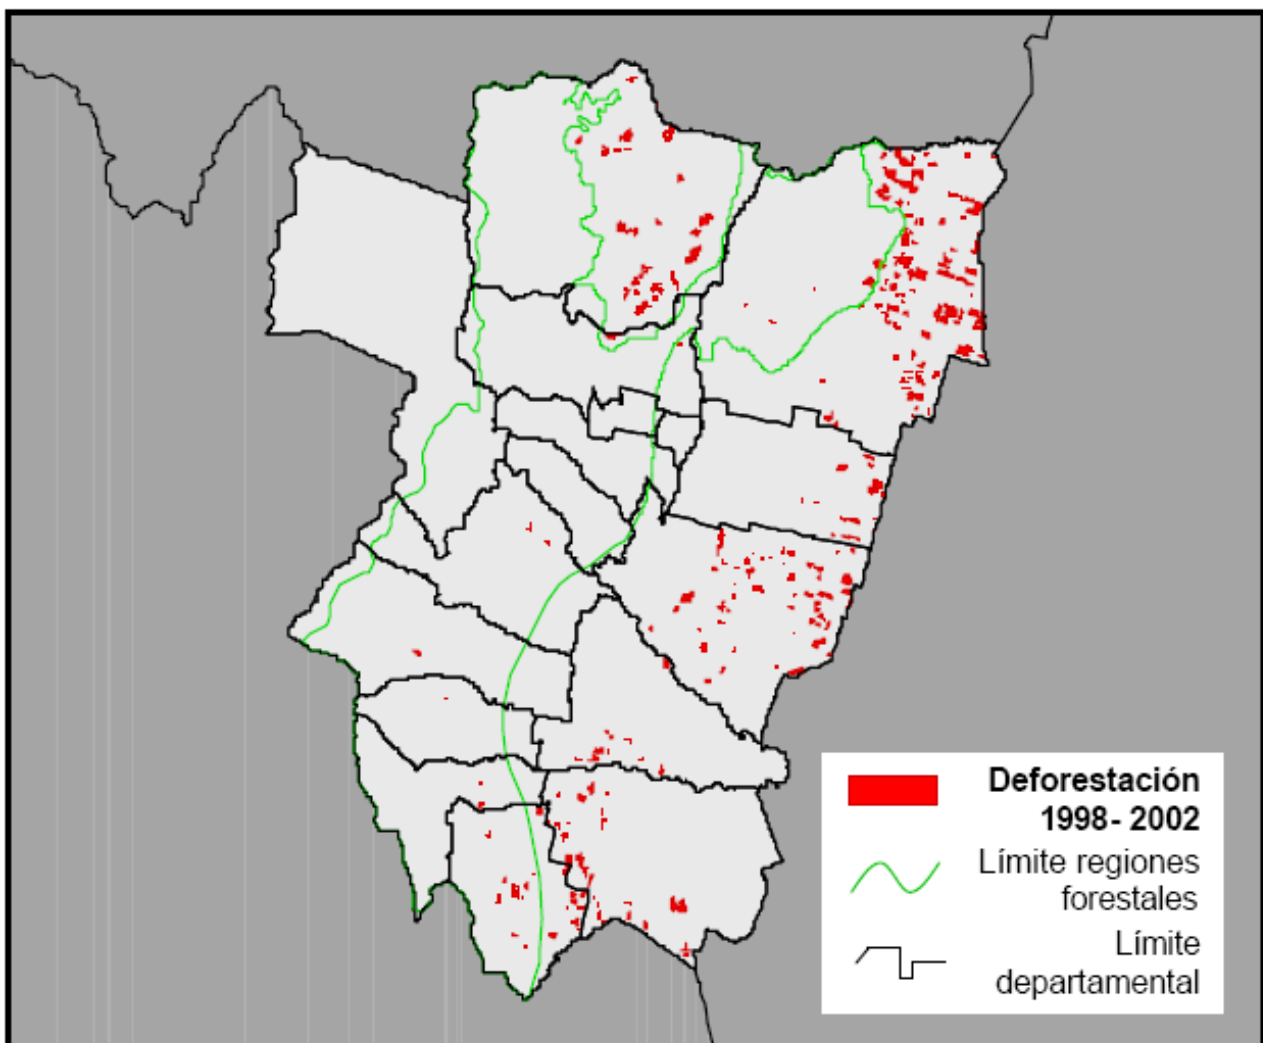 Deforestación
1998- 2002
Límite regiones
forestales
Límite
departamental